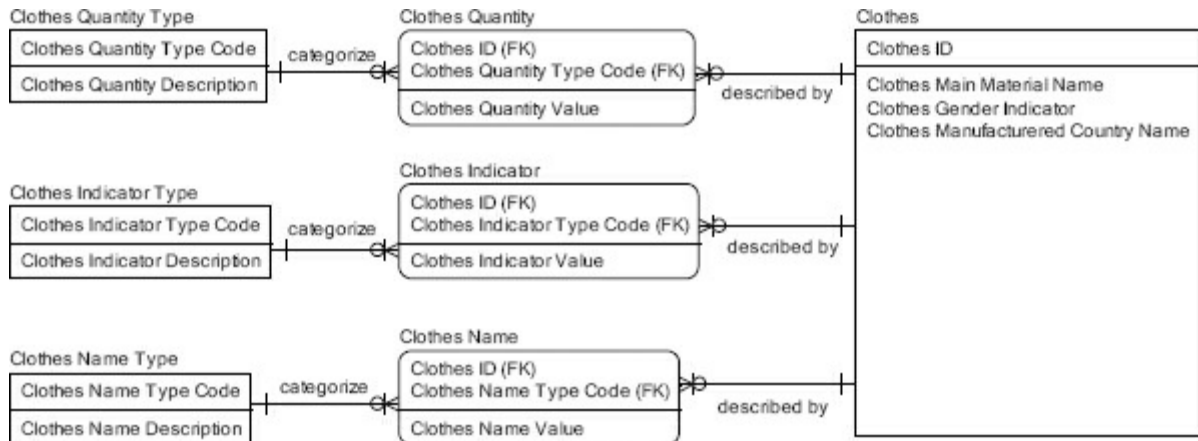 Clothes Quantity Type
Clothes Quantity Type Code
Clothes Quantity Description
categorize
Clothes Quantity
Clothes ID (FK)
Clothes Quantity Type Code (FK)
Clothes Quantity Value
described by
Clothes
Clothes ID
Clothes Main Material Name
Clothes Gender Indicator
Clothes Manufacturered Country Name
Clothes Indicator Type
Clothes Indicator Type Code
Clothes Indicator Description
categorize
Clothes Indicator
Clothes ID (FK)
Clothes Indicator Type Code (FK)
Clothes Indicator Value
described by
Clothes Name Type
Clothes Name Type Code
Clothes Name Description
categorize
Clothes Name
Clothes ID (FK)
Clothes Name Type Code (FK)
Clothes Name Value
described by